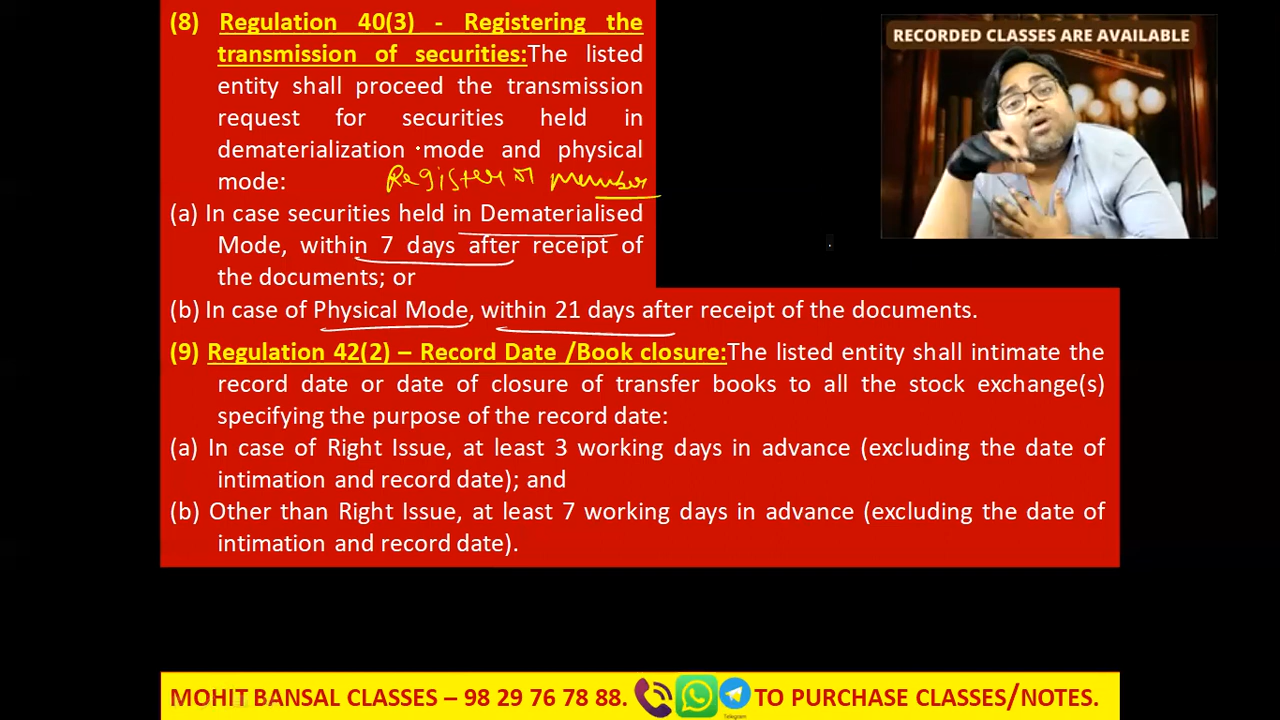 (8) Regulation 40(3) - Registering the
transmission of securities:The listed
entity shall proceed the transmission
request for securities held in
dematerialization mode and physical
mode:
Register of member
(a) In case securities held in Dematerialised
Mode, within 7 days after receipt of
the documents; or
(b) In case of Physical Mode, within 21 days after receipt of the documents.
(9) Regulation 42(2) – Record Date /Book closure:The listed entity shall intimate the
record date or date of closure of transfer books to all the stock exchange(s)
specifying the purpose of the record date:
(a) In case of Right Issue, at least 3 working days in advance (excluding the date of
intimation and record date); and
(b) Other than Right Issue, at least 7 working days in advance (excluding the date of
intimation and record date).
RECORDED CLASSES ARE AVAILABLE
MOHIT BANSAL CLASSES – 98 29 76 78 88. TO PURCHASE CLASSES/NOTES.
Telegram